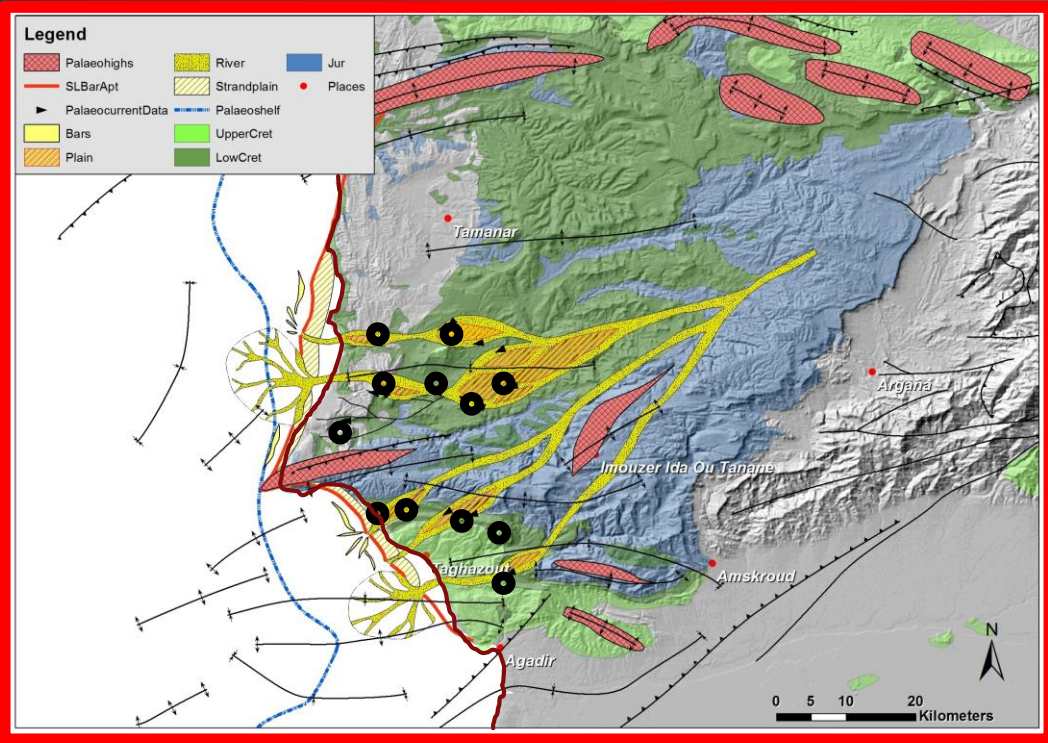 Legend
Palaeohighs
SLBarApt
PalaeocurrentData
Bars
Plain
River
Strandplain
Palaeoshelf
UpperCret
LowCret
Jur
Places
Tamanar
Argana
Imouzer Ida Ou Tanane
Taghazout
Amskroud
Agadir
N
0 5 10 20
Kilometers